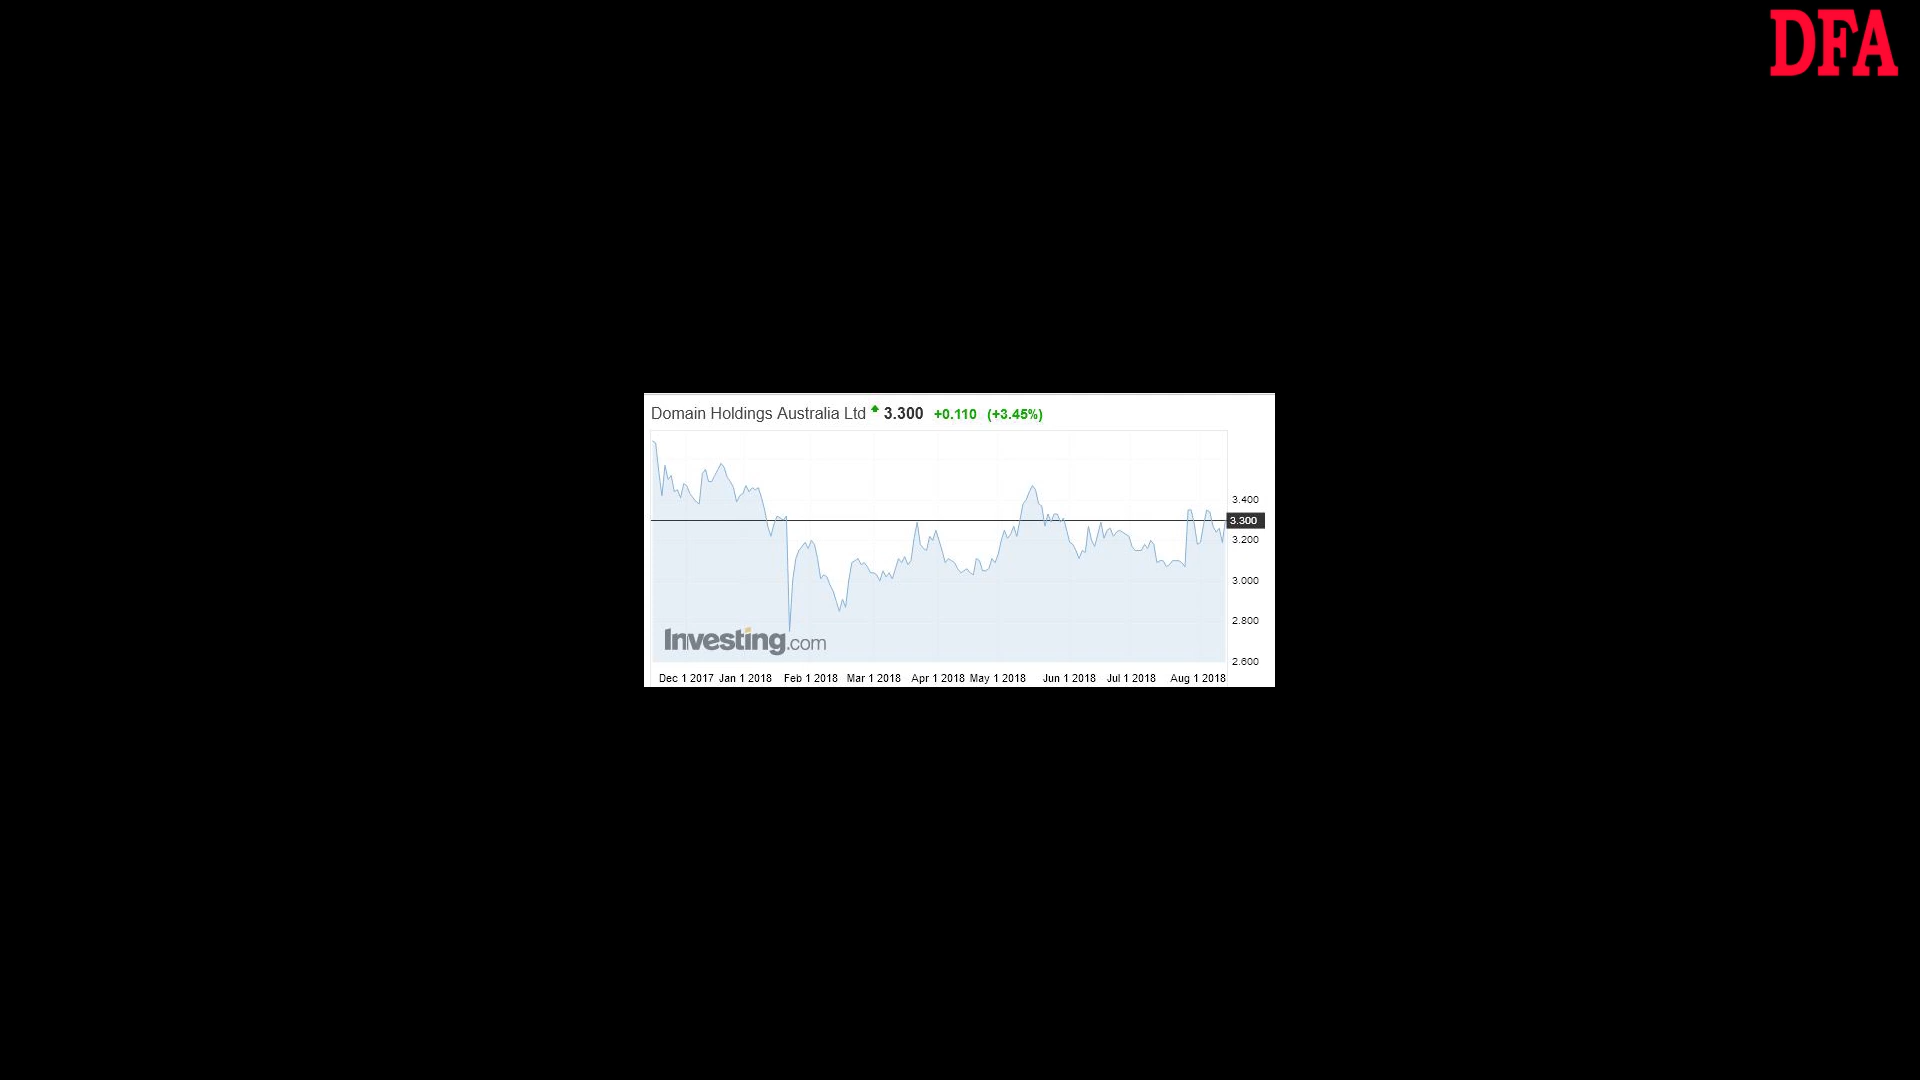 DFA
Domain Holdings Australia Ltd 3.300 +0.110 (+3.45%)
3.400
3.300
3.200
3.000
2.800
2.600
Investing.com
Dec 1 2017 Jan 1 2018 Feb 1 2018 Mar 1 2018 Apr 1 2018 May 1 2018 Jun 1 2018 Jul 1 2018 Aug 1 2018